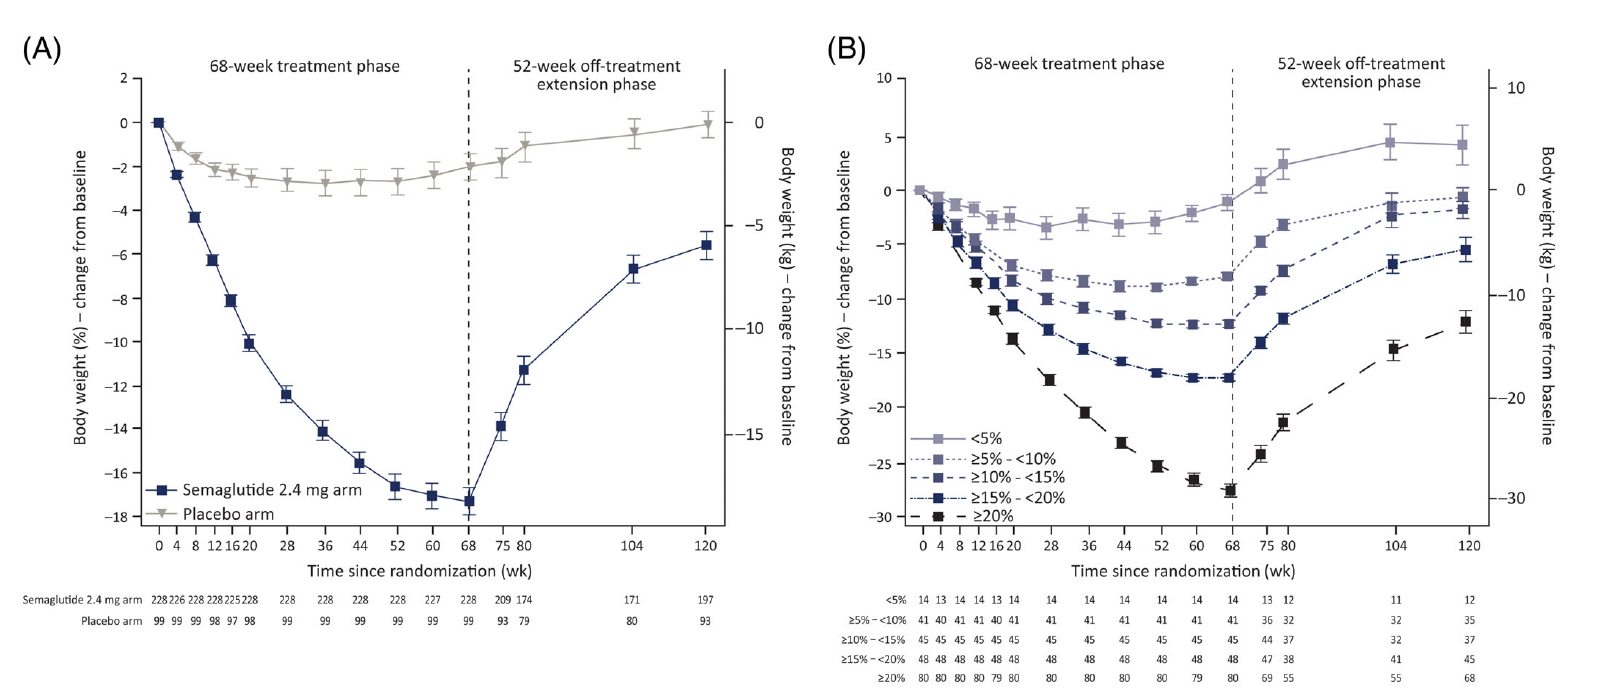 (A)
68-week treatment phase
52-week off-treatment
extension phase
2
0
−2
−4
−6
−8
−10
−12
−14
−16
−18
Body weight (%) – change from baseline
0
−5
−10
−15
Body weight (kg) – change from baseline
Semaglutide 2.4 mg arm
Placebo arm
0 4 8 12 16 20 28 36 44 52 60 68 75 80 104 120
Time since randomization (wk)
Semaglutide 2.4 mg arm 228 226 228 228 225 228 228 228 228 228 227 228 209 174 171 197
Placebo arm 99 99 99 98 97 98 99 99 99 99 99 99 93 79 80 93
(B)
68-week treatment phase
52-week off-treatment
extension phase
10
5
0
−5
−10
−15
−20
−25
−30
Body weight (%) – change from baseline
10
0
−10
−20
−30
Body weight (kg) – change from baseline
<5%
≥5% - <10%
≥10% - <15%
≥15% - <20%
≥20%
0 4 8 12 16 20 28 36 44 52 60 68 75 80 104 120
Time since randomization (wk)
<5% 14 13 14 14 13 14 14 14 14 14 14 14 13 12 11 12
≥5% – <10% 41 40 41 41 40 41 41 41 41 41 41 41 36 32 32 35
≥10% – <15% 45 45 45 45 45 45 45 45 45 45 45 45 44 37 32 37
≥15% – <20% 48 48 48 48 48 48 48 48 48 48 48 48 47 38 41 45
≥20% 80 80 80 80 79 80 80 80 80 80 79 80 69 55 55 68